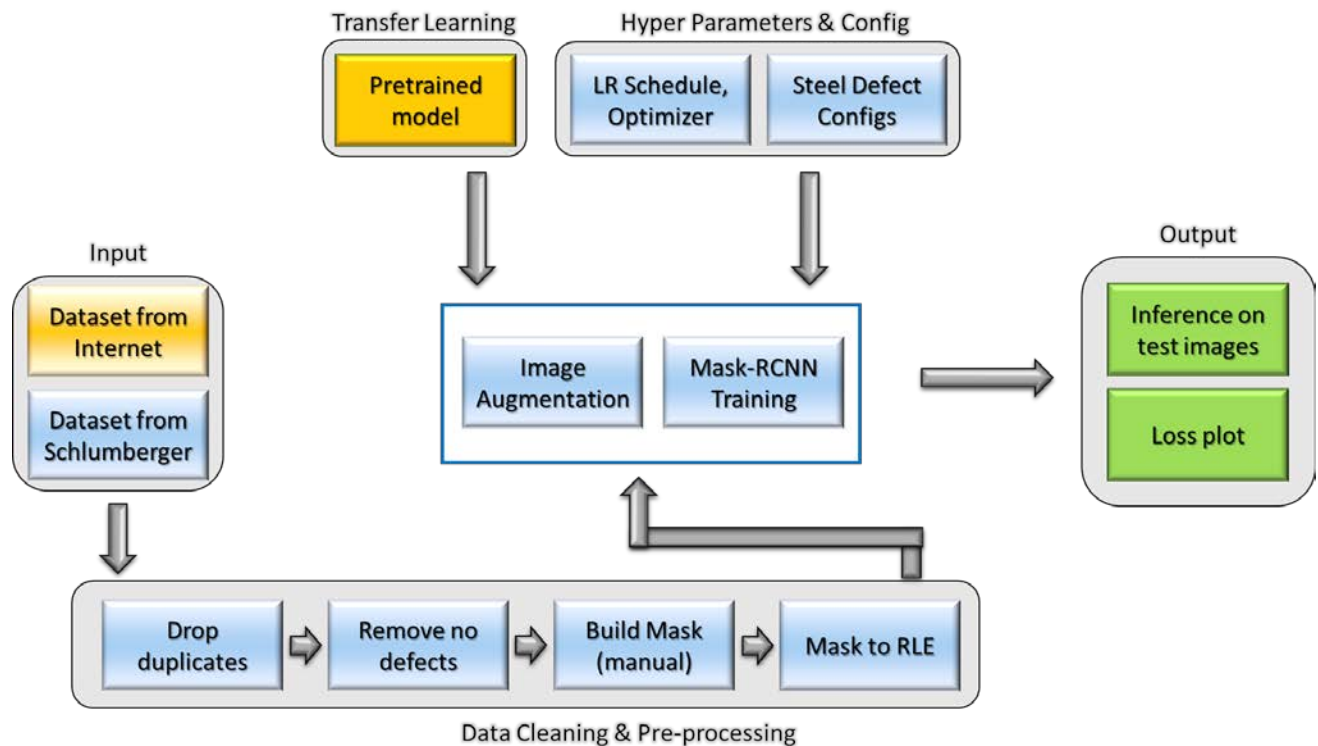 Transfer Learning
Hyper Parameters & Config
Pretrained
model
LR Schedule,
Optimizer
Steel Defect
Configs
Input
Dataset from
Internet
Dataset from
Schlumberger
Image
Augmentation
Mask-RCNN
Training
Output
Inference on
test images
Loss plot
Drop
duplicates
Remove no
defects
Build Mask
(manual)
Mask to RLE
Data Cleaning & Pre-processing